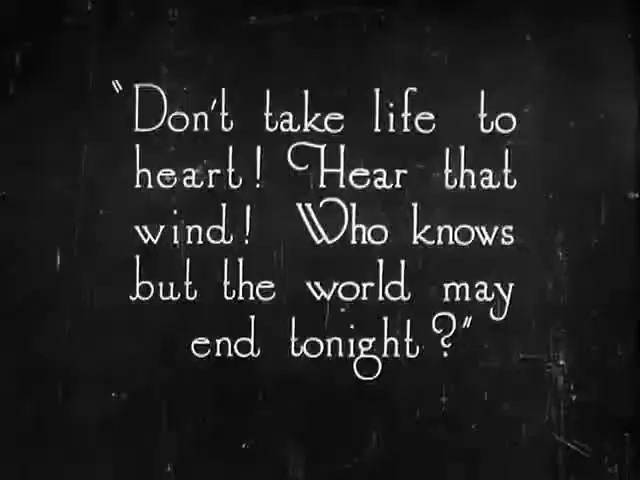 "Don't take life to
heart! Hear that
wind! Who knows
but the world may
end tonight?"